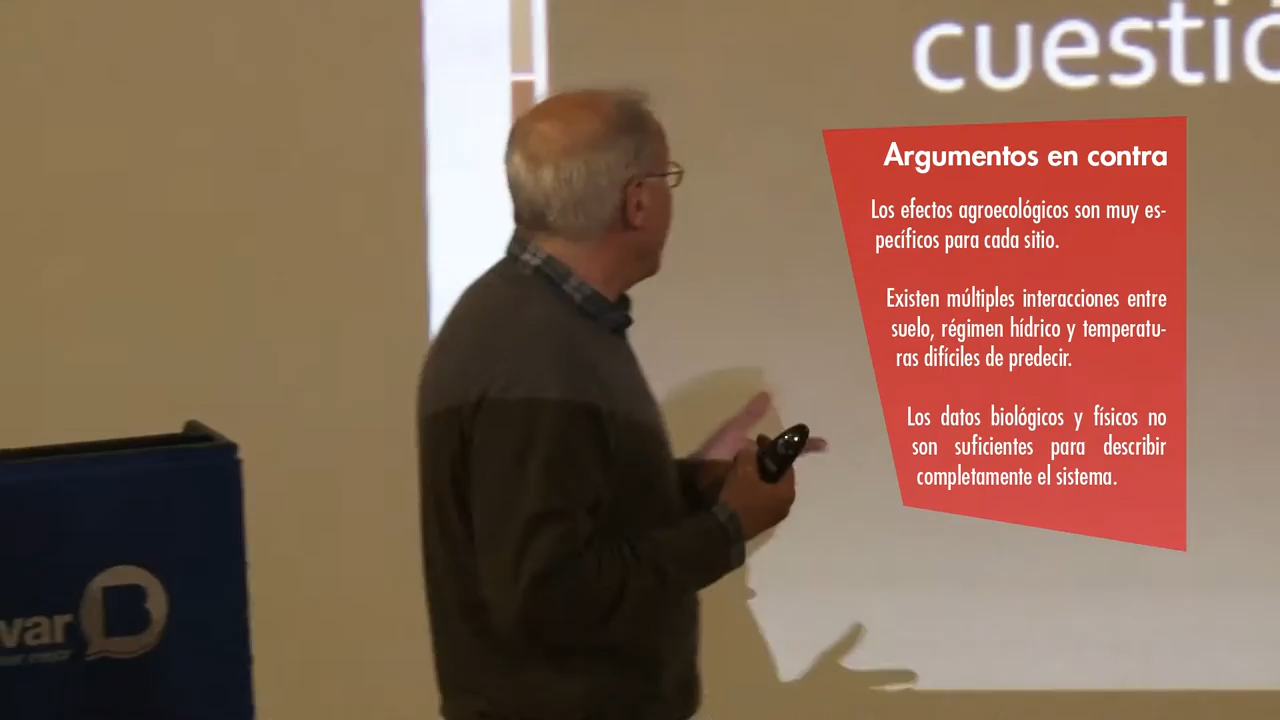 cuestió
Argumentos en contra
Los efectos agroecológicos son muy es-
pecíficos para cada sitio.
Existen múltiples interacciones entre
suelo, régimen hídrico y temperatu-
ras difíciles de predecir.
Los datos biológicos y físicos no
son suficientes para describir
completamente el sistema.
var B